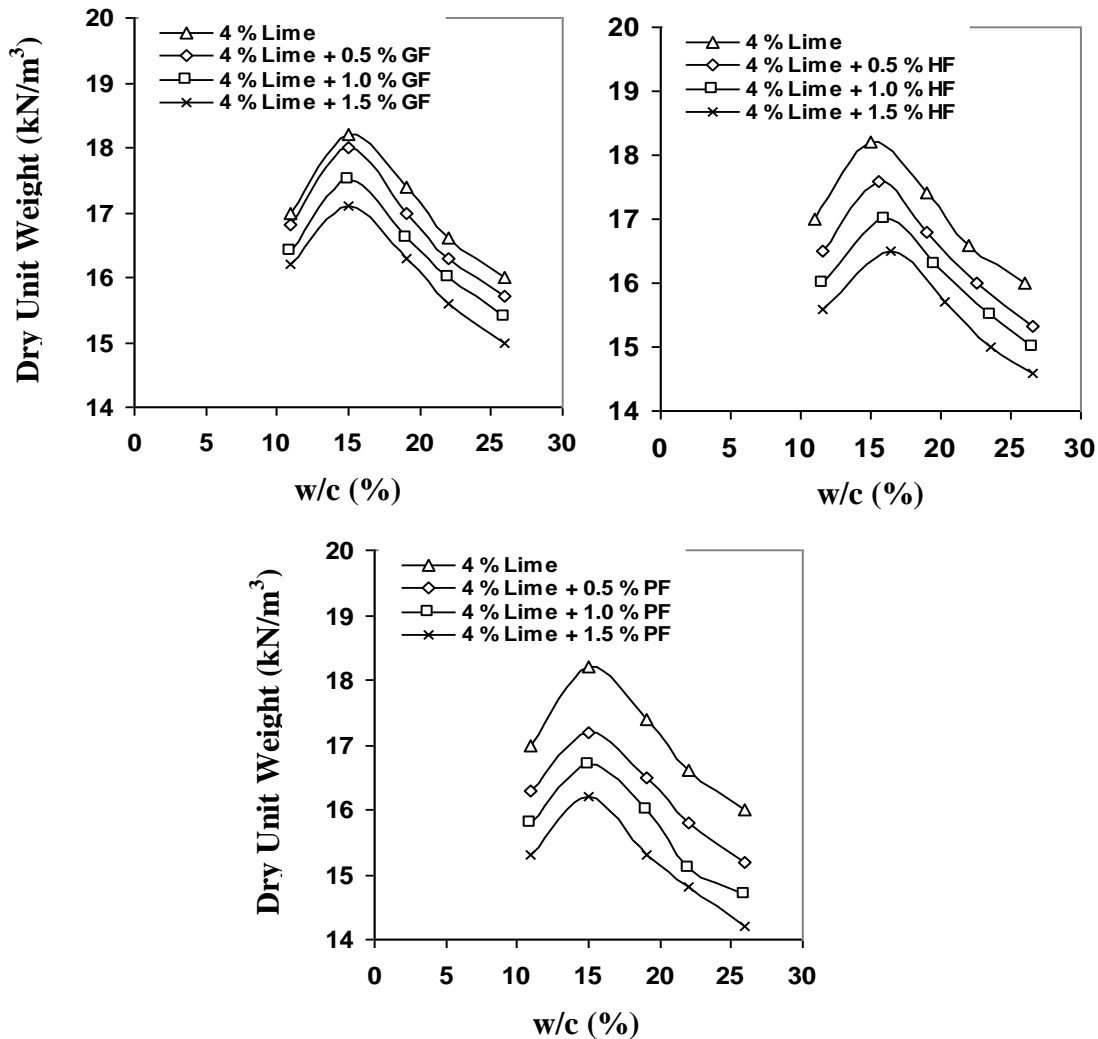 Dry Unit Weight (kN/m³)
20
19
18
17
16
15
14
4 % Lime
4 % Lime + 0.5 % GF
4 % Lime + 1.0 % GF
4 % Lime + 1.5 % GF
0 5 10 15 20 25 30
w/c (%)
20
19
18
17
16
15
14
4 % Lime
4 % Lime + 0.5 % HF
4 % Lime + 1.0 % HF
4 % Lime + 1.5 % HF
0 5 10 15 20 25 30
w/c (%)
Dry Unit Weight (kN/m³)
20
19
18
17
16
15
14
4 % Lime
4 % Lime + 0.5 % PF
4 % Lime + 1.0 % PF
4 % Lime + 1.5 % PF
0 5 10 15 20 25 30
w/c (%)